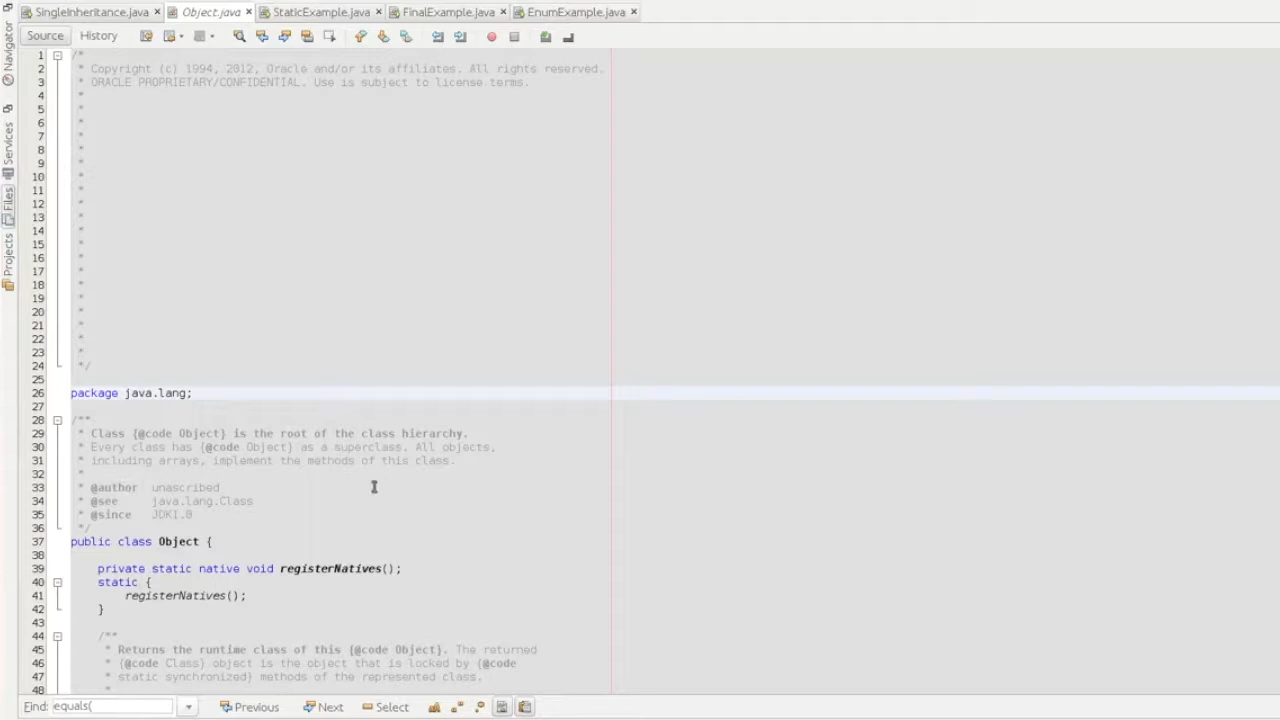 SingleInheritance.java Object.java StaticExample.java FinalExample.java EnumExample.java
Source History
Navigator
Services
Files
Projects
1 /*
2 * Copyright (c) 1994, 2012, Oracle and/or its affiliates. All rights reserved.
3 * ORACLE PROPRIETARY/CONFIDENTIAL. Use is subject to license terms.
4 *
5 *
6 *
7 *
8 *
9 *
10 *
11 *
12 *
13 *
14 *
15 *
16 *
17 *
18 *
19 *
20 *
21 *
22 *
23 *
24 */
25
26 package java.lang;
27
28 /**
29 * Class {@code Object} is the root of the class hierarchy.
30 * Every class has {@code Object} as a superclass. All objects,
31 * including arrays, implement the methods of this class.
32 *
33 * @author unascribed
34 * @see java.lang.Class
35 * @since JDK1.0
36 */
37 public class Object {
38
39 private static native void registerNatives();
40 static {
41 registerNatives();
42 }
43
44 /**
45 * Returns the runtime class of this {@code Object}. The returned
46 * {@code Class} object is the object that is locked by {@code
47 * static synchronized} methods of the represented class.
48 *
Find: equals( Previous Next Select